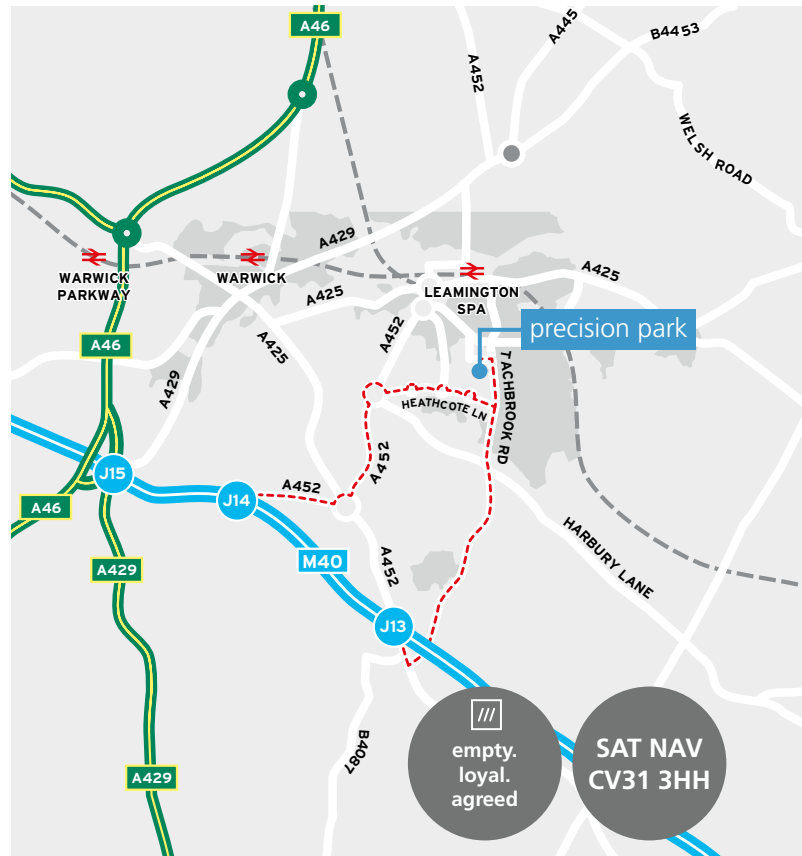 A46
A445
B4453
A452
WELSH ROAD
A429
WARWICK
PARKWAY
WARWICK
A425
LEAMINGTON
SPA
A425
A46
A425
A452
precision park
A429
HEATHCOTE LN
TACHBROOK RD
A452
J15
A452
J14
A46
HARBURY LANE
A429
M40
A452
J13
B4087
///
empty.
loyal.
agreed
SAT NAV
CV31 3HH
A429